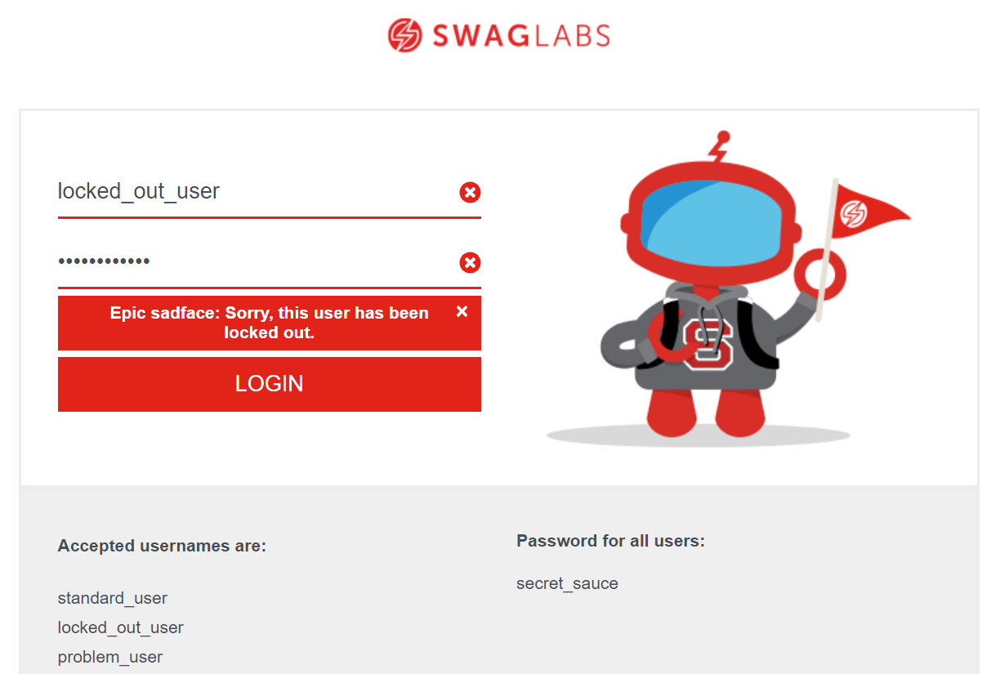 SWAGLABS
locked_out_user
••••••••••••
Epic sadface: Sorry, this user has been
locked out.
LOGIN
S
Accepted usernames are:
standard_user
locked_out_user
problem_user
Password for all users:
secret_sauce